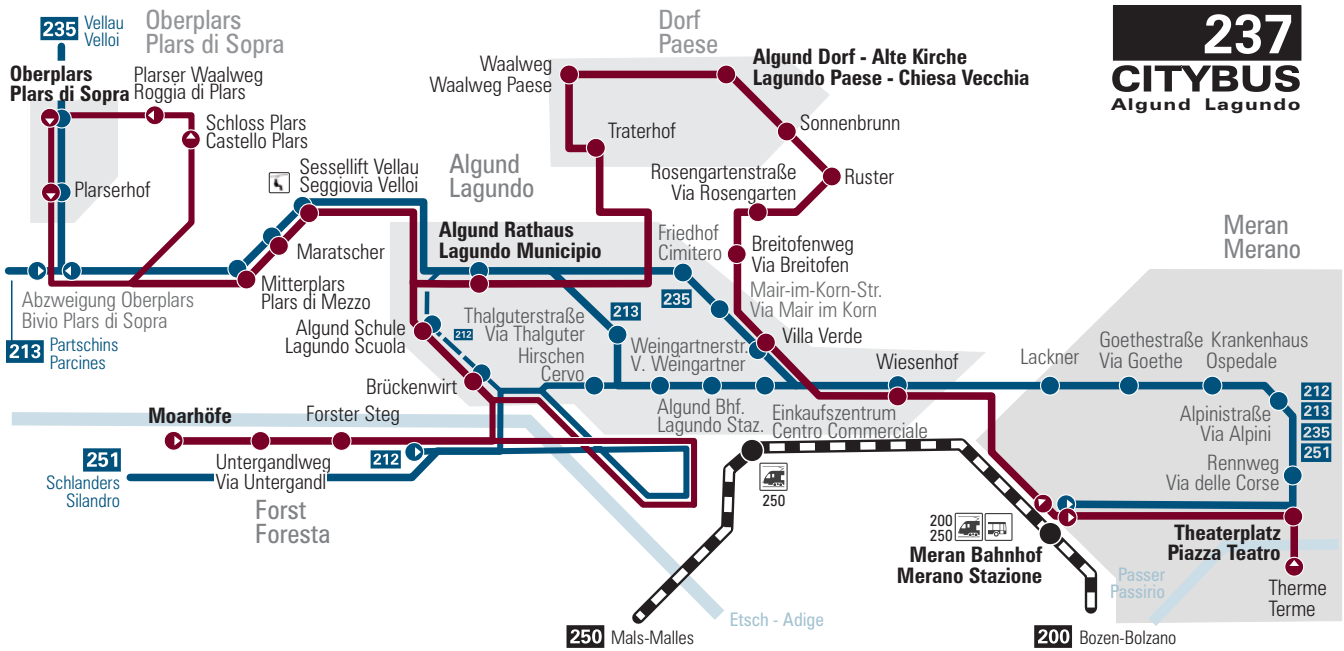 237
CITYBUS
Algund Lagundo
235
Vellau
Velloi
Oberplars
Plars di Sopra
Oberplars
Plars di Sopra
Plarser Waalweg
Roggia di Plars
Schloss Plars
Castello Plars
Plarserhof
Sessellift Vellau
Seggiovia Velloi
Maratscher
Mitterplars
Plars di Mezzo
Abzweigung Oberplars
Bivio Plars di Sopra
213
Partschins
Parcines
Algund
Lagundo
Algund Rathaus
Lagundo Municipio
Dorf
Paese
Waalweg
Waalweg Paese
Algund Dorf - Alte Kirche
Lagundo Paese - Chiesa Vecchia
Traterhof
Sonnenbrunn
Rosengartenstraße
Via Rosengarten
Ruster
Friedhof
Cimitero
235
Breitofenweg
Via Breitofen
Mair-im-Korn-Str.
Via Mair im Korn
Villa Verde
Algund Schule
Lagundo Scuola
212
Thalguterstraße
Via Thalguter
213
Hirschen
Cervo
Weingartnerstr.
V. Weingartner
Brückenwirt
Algund Bhf.
Lagundo Staz.
Einkaufszentrum
Centro Commerciale
Wiesenhof
Meran
Merano
Lackner
Goethestraße
Via Goethe
Krankenhaus
Ospedale
212
213
235
251
Alpinistraße
Via Alpini
Rennweg
Via delle Corse
Moarhöfe
Forster Steg
Untergandlweg
Via Untergandl
212
251
Schlanders
Silandro
Forst
Foresta
250
200
250
Meran Bahnhof
Merano Stazione
Theaterplatz
Piazza Teatro
Passer
Passirio
Therme
Terme
Etsch - Adige
250 Mals-Malles
200 Bozen-Bolzano